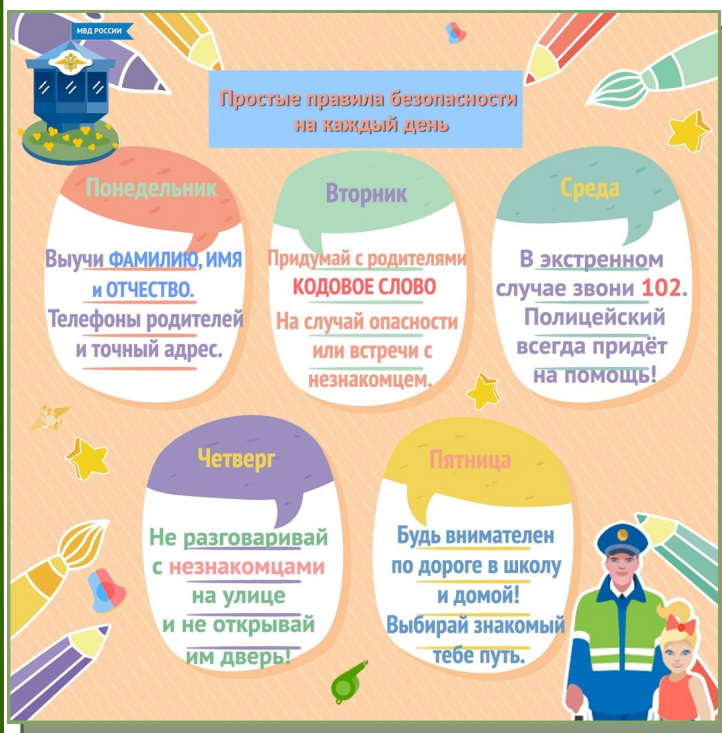 МВД РОССИИ
Простые правила безопасности
на каждый день
Понедельник
Выучи ФАМИЛИЮ, ИМЯ
и ОТЧЕСТВО.
Телефоны родителей
и точный адрес.
Вторник
Придумай с родителями
КОДОВОЕ СЛОВО
На случай опасности
или встречи с
незнакомцем.
Среда
В экстренном
случае звони 102.
Полицейский
всегда придёт
на помощь!
Четверг
Не разговаривай
с незнакомцами
на улице
и не открывай
им дверь!
Пятница
Будь внимателен
по дороге в школу
и домой!
Выбирай знакомый
тебе путь.